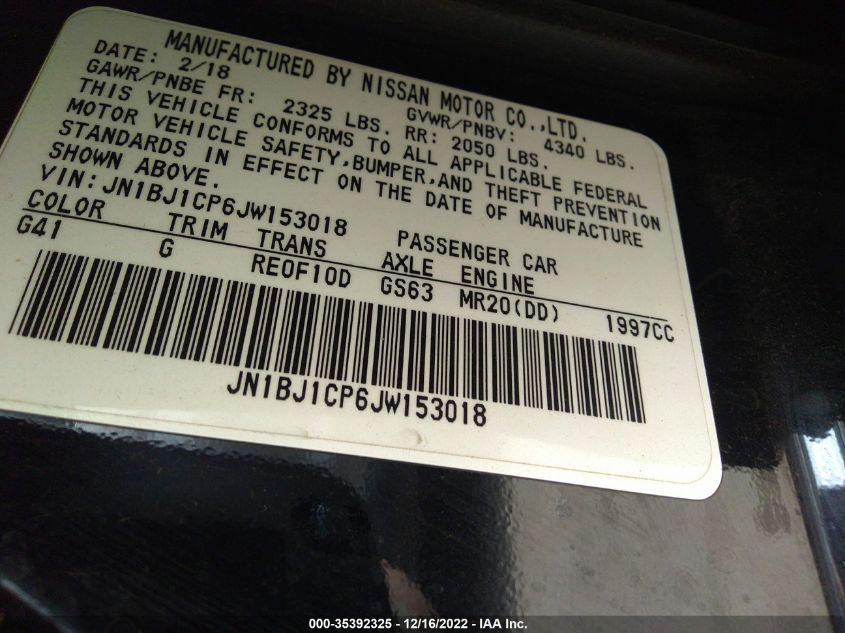 MANUFACTURED BY NISSAN MOTOR CO.,LTD.
DATE: 2/18 GVWR/PNBV: 4340 LBS.
GAWR/PNBE FR: 2325 LBS. RR: 2050 LBS.
THIS VEHICLE CONFORMS TO ALL APPLICABLE FEDERAL
MOTOR VEHICLE SAFETY,BUMPER,AND THEFT PREVENTION
STANDARDS IN EFFECT ON THE DATE OF MANUFACTURE
SHOWN ABOVE.
VIN:JN1BJ1CP6JW153018 PASSENGER CAR
COLOR TRIM TRANS AXLE ENGINE
G41 G RE0F10D GS63 MR20(DD) 1997CC
JN1BJ1CP6JW153018
000-35392325 - 12/16/2022 - IAA Inc.